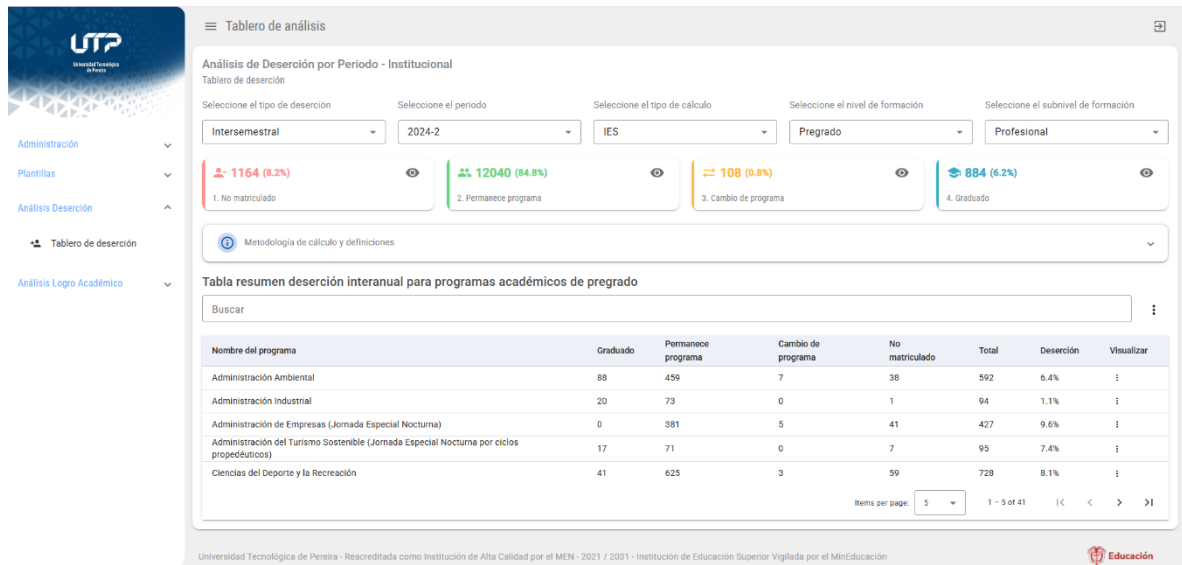 UTP
Universidad Tecnológica
de Pereira
Administración
Plantillas
Análisis Deserción
Tablero de deserción
Análisis Logro Académico
Tablero de análisis
Análisis de Deserción por Periodo - Institucional
Tablero de deserción
Seleccione el tipo de deserción Seleccione el periodo Seleccione el tipo de cálculo Seleccione el nivel de formación Seleccione el subnivel de formación
Intersemestral 2024-2 IES Pregrado Profesional
1164 (8.2%) 12040 (84.8%) 108 (0.8%) 884 (6.2%)
1. No matriculado 2. Permanece programa 3. Cambio de programa 4. Graduado
Metodología de cálculo y definiciones
Tabla resumen deserción interanual para programas académicos de pregrado
Buscar
Nombre del programa Graduado Permanece programa Cambio de programa No matriculado Total Deserción Visualizar
Administración Ambiental 88 459 7 38 592 6.4%
Administración Industrial 20 73 0 1 94 1.1%
Administración de Empresas (Jornada Especial Nocturna) 0 381 5 41 427 9.6%
Administración del Turismo Sostenible (Jornada Especial Nocturna por ciclos
propedéuticos) 17 71 0 7 95 7.4%
Ciencias del Deporte y la Recreación 41 625 3 59 728 8.1%
Items per page: 5 1 – 5 of 41
Universidad Tecnológica de Pereira - Reacreditada como Institución de Alta Calidad por el MEN - 2021 / 2031 - Institución de Educación Superior Vigilada por el MinEducación
Educación